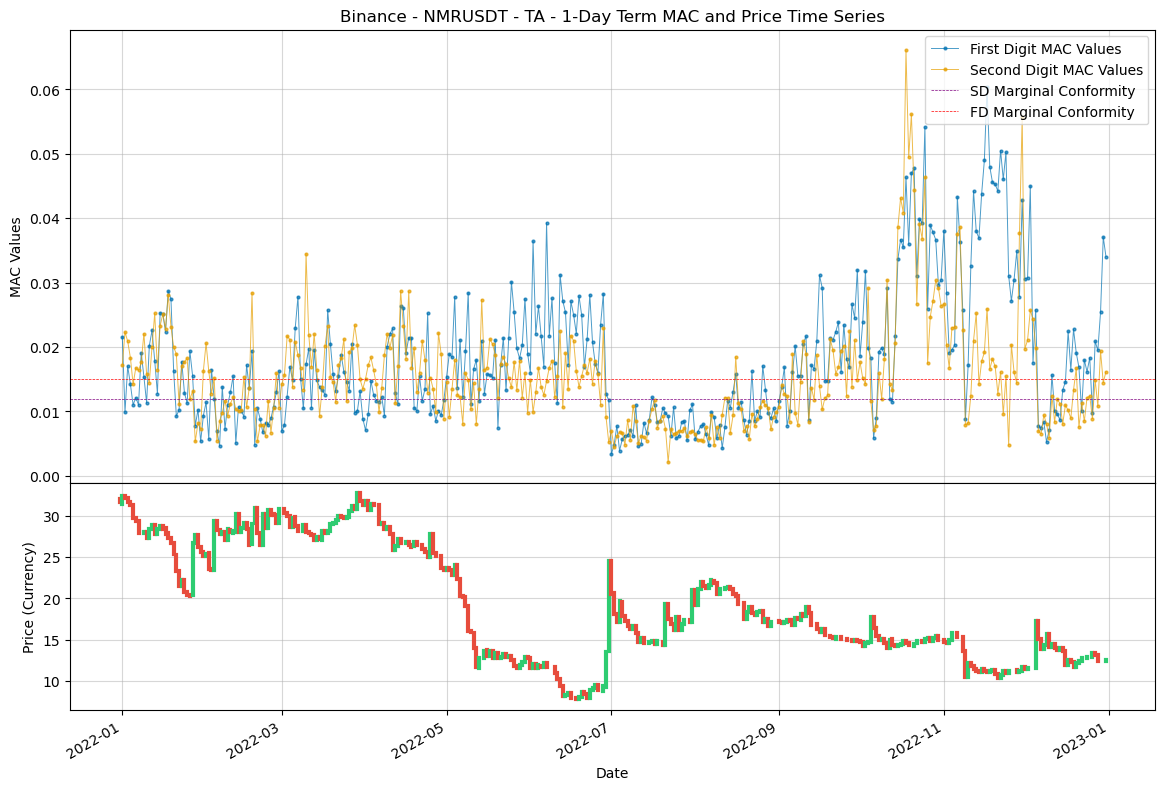 Binance - NMRUSDT - TA - 1-Day Term MAC and Price Time Series
First Digit MAC Values
Second Digit MAC Values
SD Marginal Conformity
FD Marginal Conformity
MAC Values
0.06
0.05
0.04
0.03
0.02
0.01
0.00
Price (Currency)
30
25
20
15
10
2022-01
2022-03
2022-05
2022-07
2022-09
2022-11
2023-01
Date